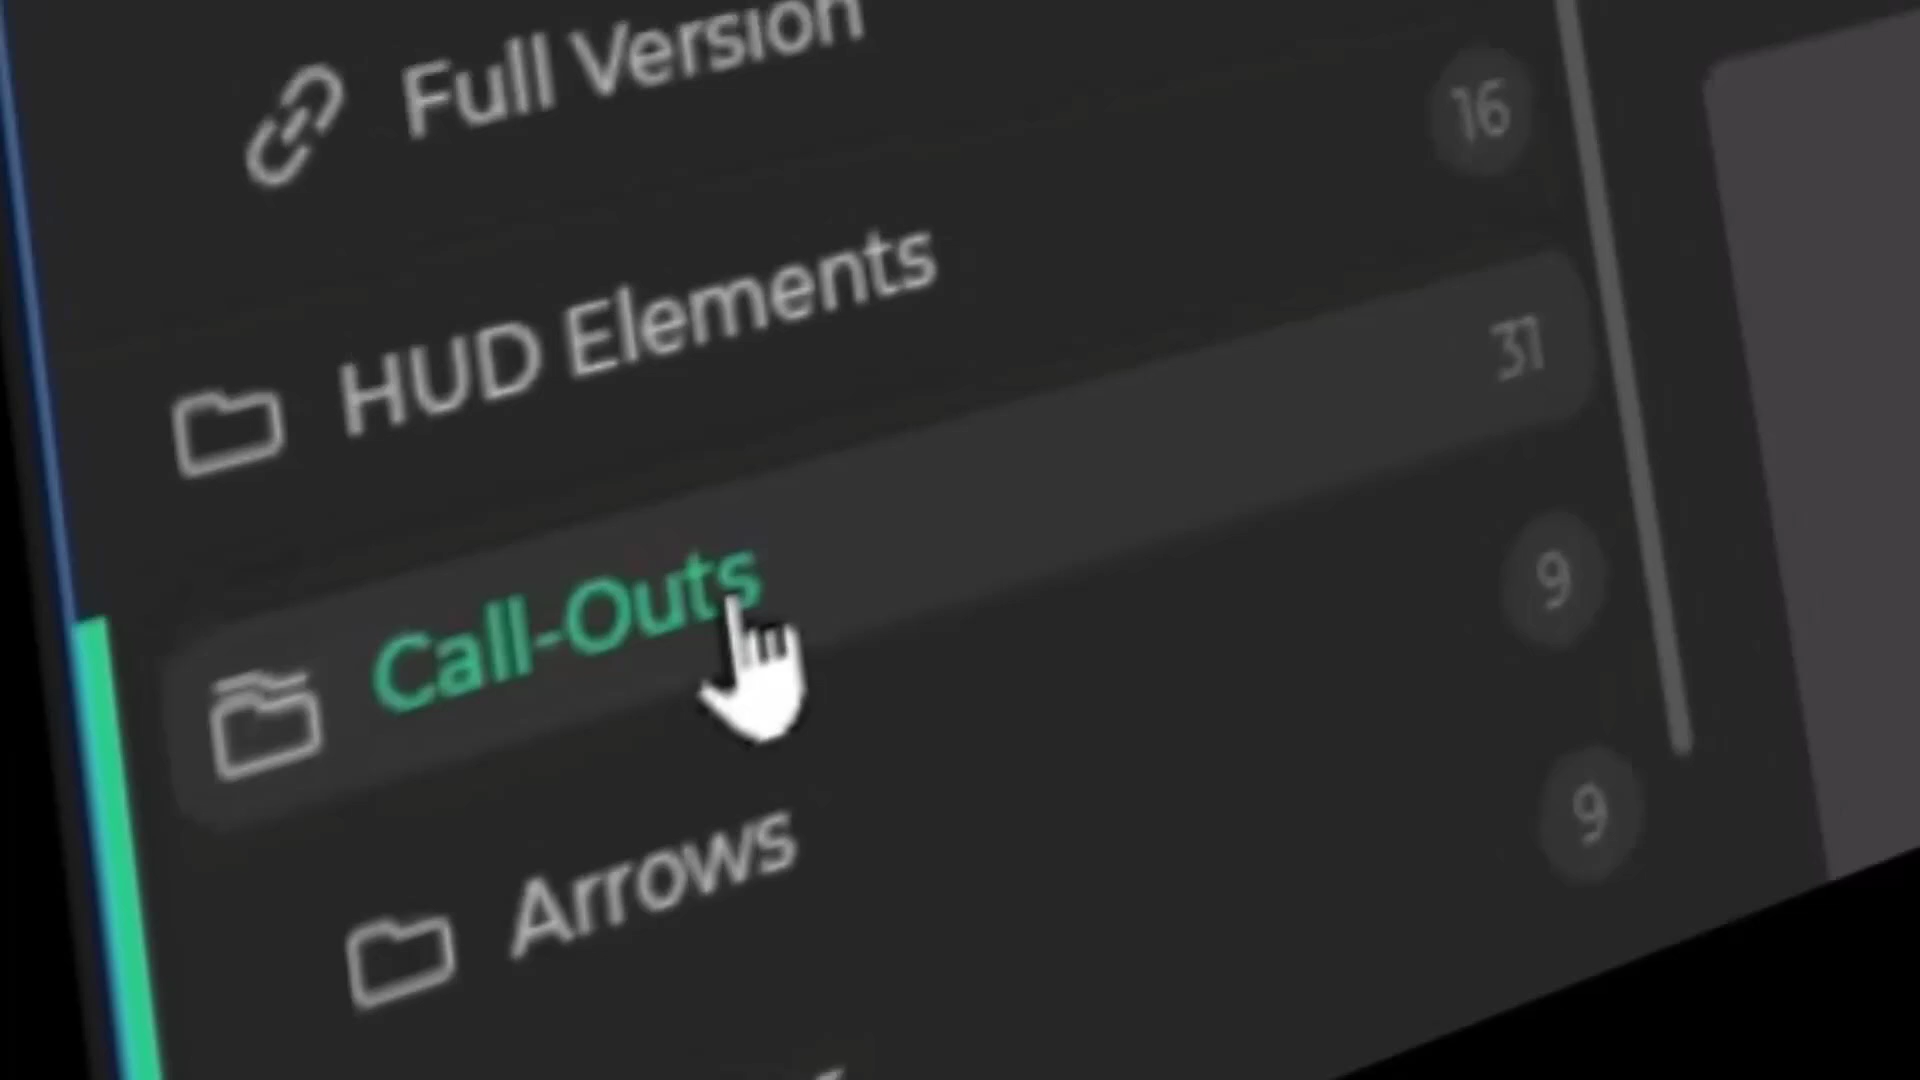 Full Version
HUD Elements 16
Call-Outs 31
Arrows 9
9